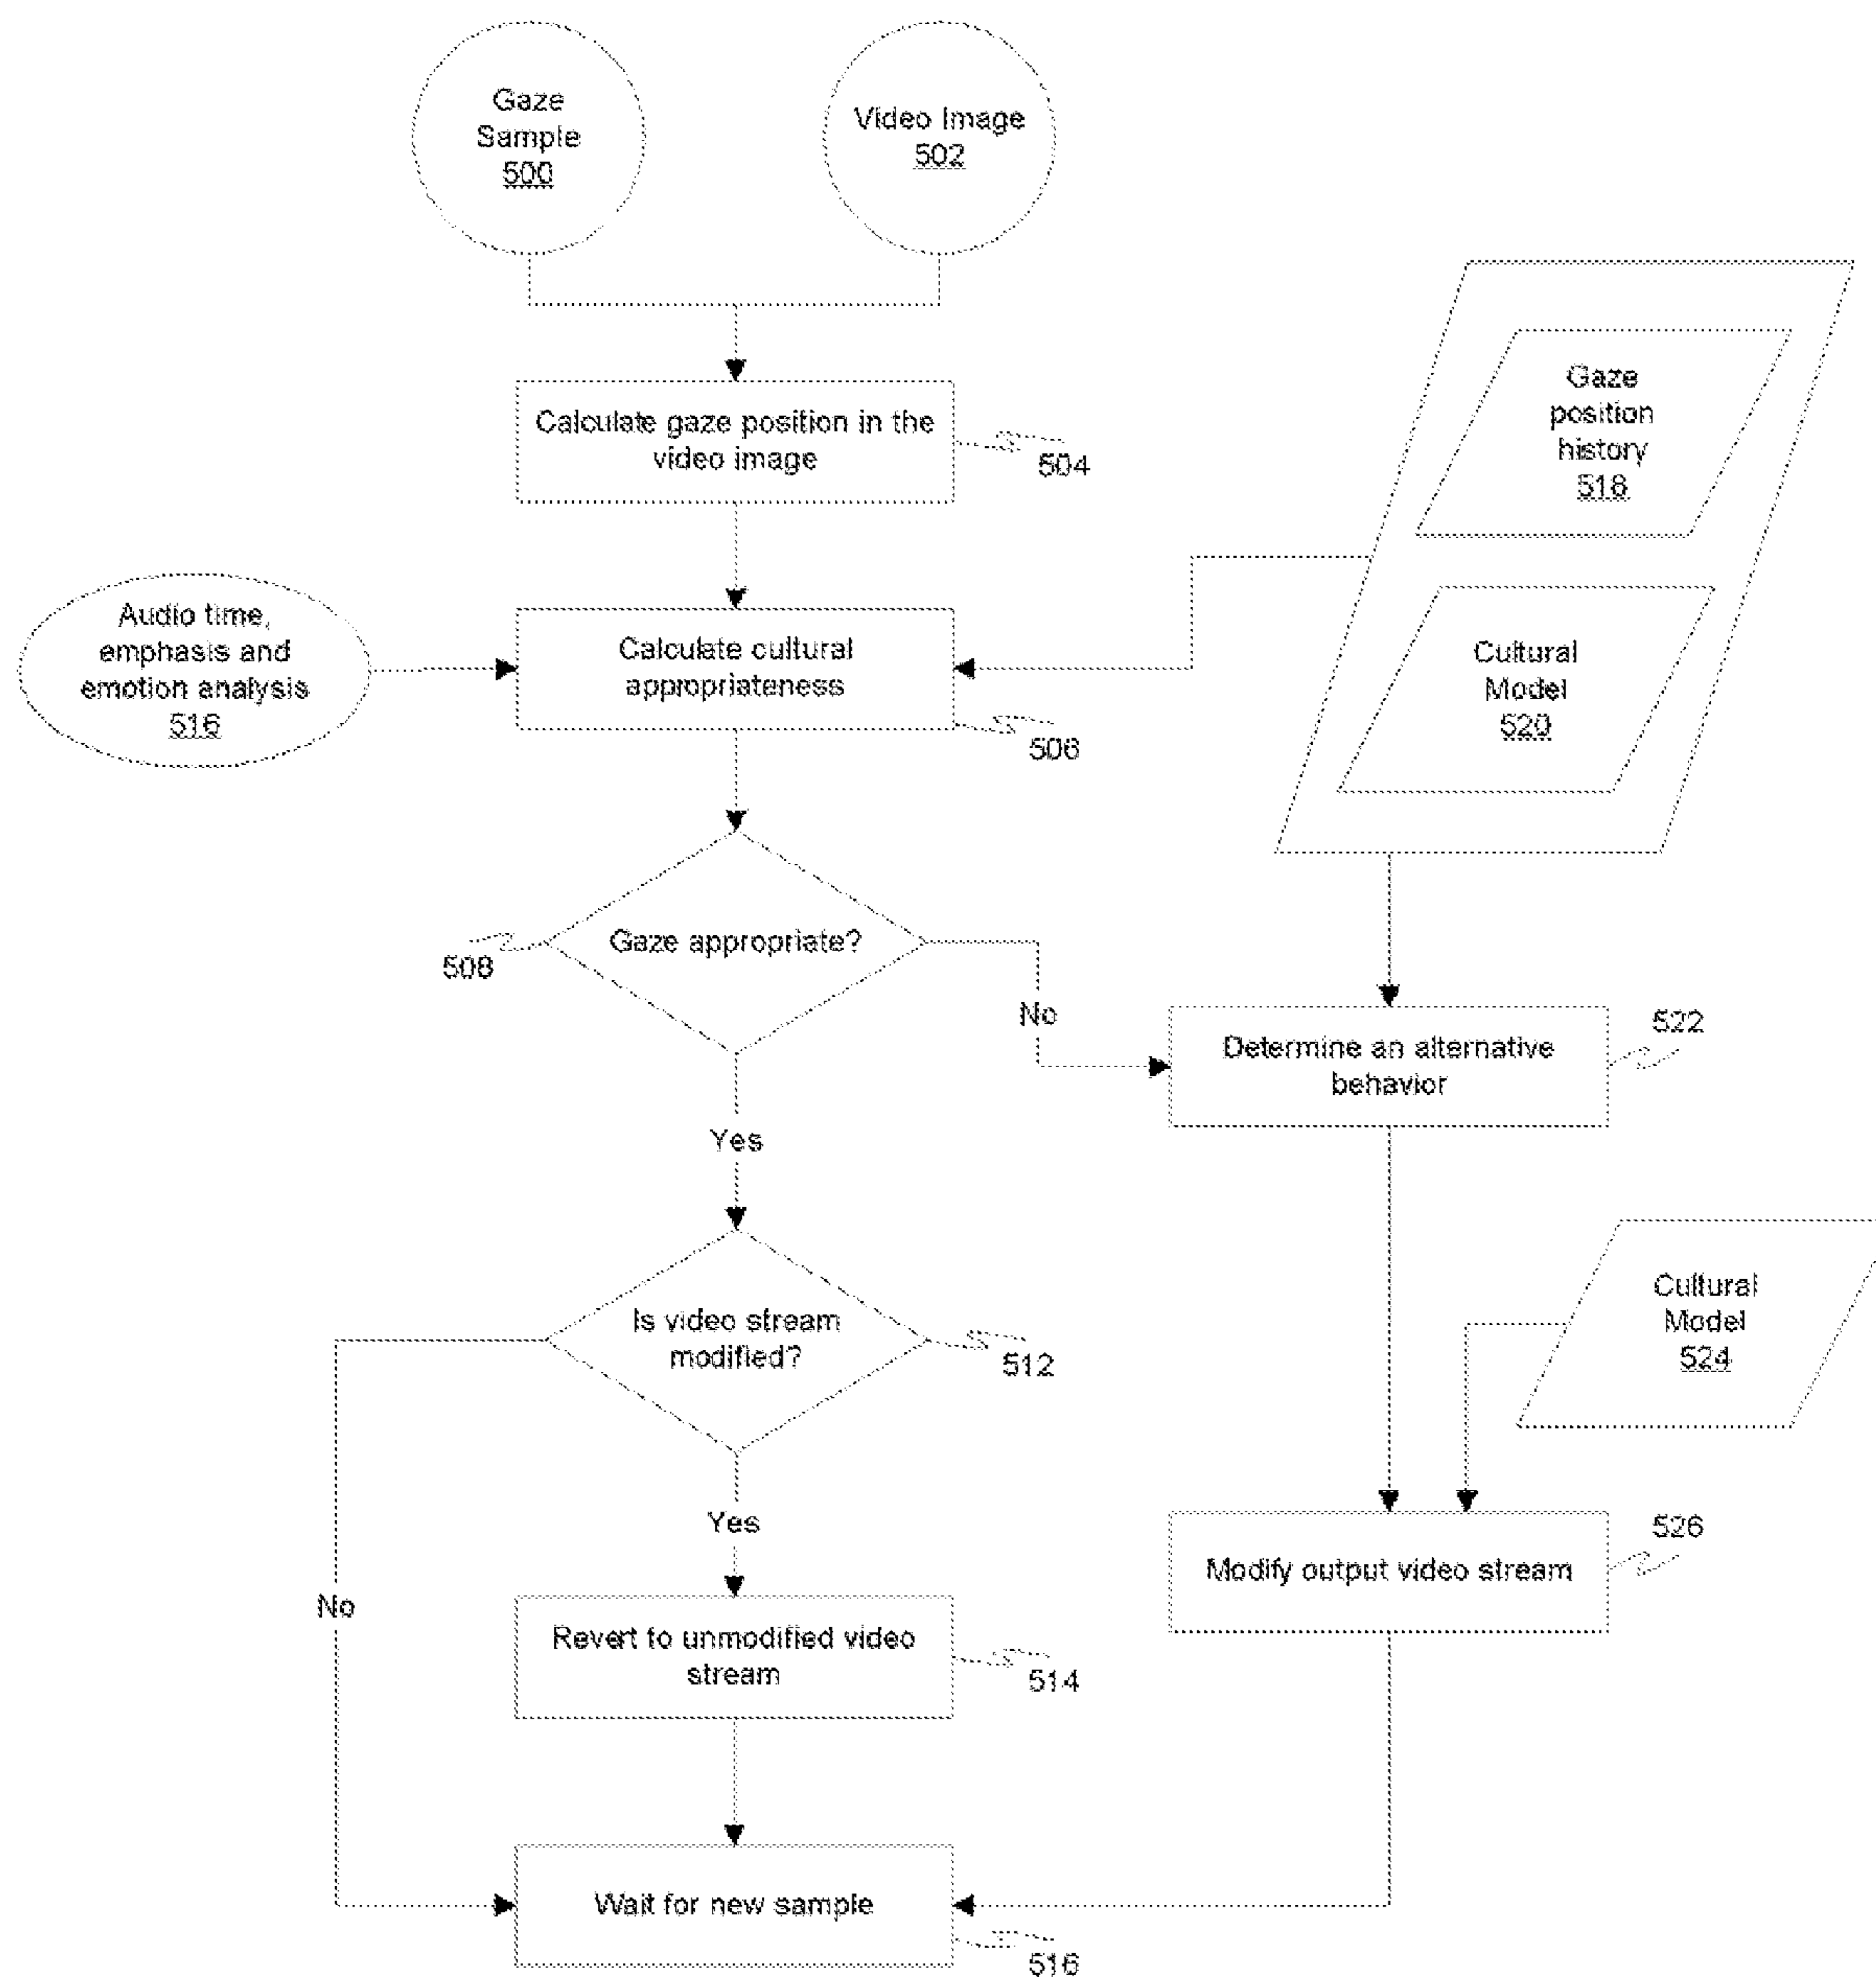 Gaze
Sample
500
Video Image
502
Gaze
position
history
518
Calculate gaze position in the
video image
504
Audio time,
emphasis and
emotion analysis
516
Calculate cultural
appropriateness
506
Cultural
Model
520
Gaze appropriate?
508
No
Determine an alternative
behavior
522
Yes
Is video stream
modified?
512
Cultural
Model
524
Yes
Modify output video stream
526
No
Revert to unmodified video
stream
514
Wait for new sample
516